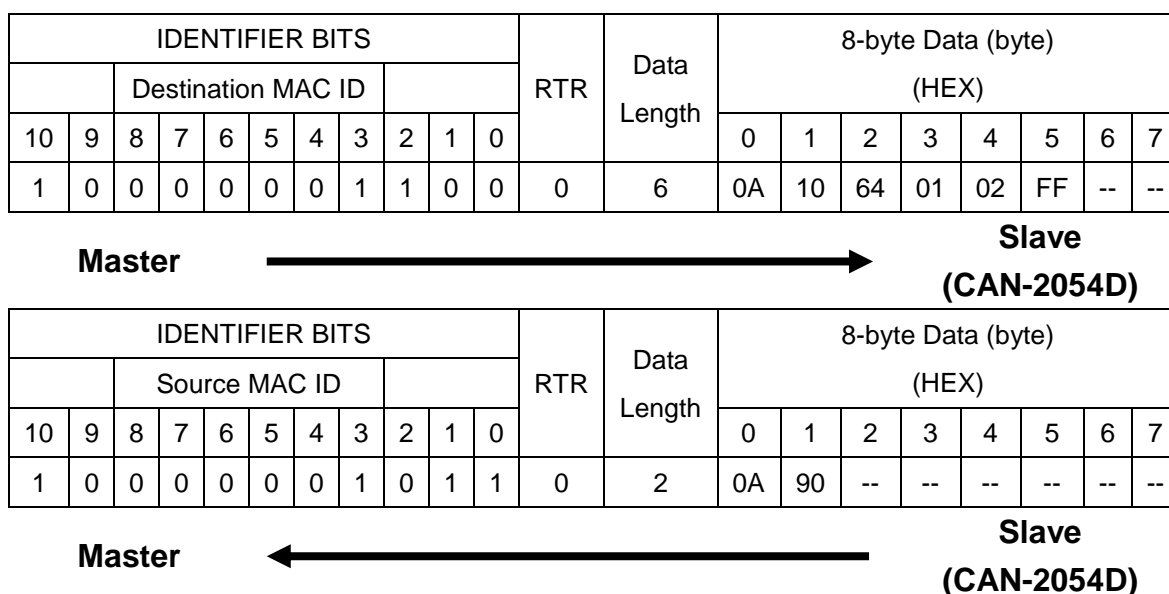 IDENTIFIER BITS RTR Data Length 8-byte Data (byte) (HEX)
Destination MAC ID
10 9 8 7 6 5 4 3 2 1 0 0 1 2 3 4 5 6 7
1 0 0 0 0 0 0 1 1 0 0 0 6 0A 10 64 01 02 FF -- --
Master Slave (CAN-2054D)
IDENTIFIER BITS RTR Data Length 8-byte Data (byte) (HEX)
Source MAC ID
10 9 8 7 6 5 4 3 2 1 0 0 1 2 3 4 5 6 7
1 0 0 0 0 0 0 1 0 1 1 0 2 0A 90 -- -- -- -- -- --
Master Slave (CAN-2054D)